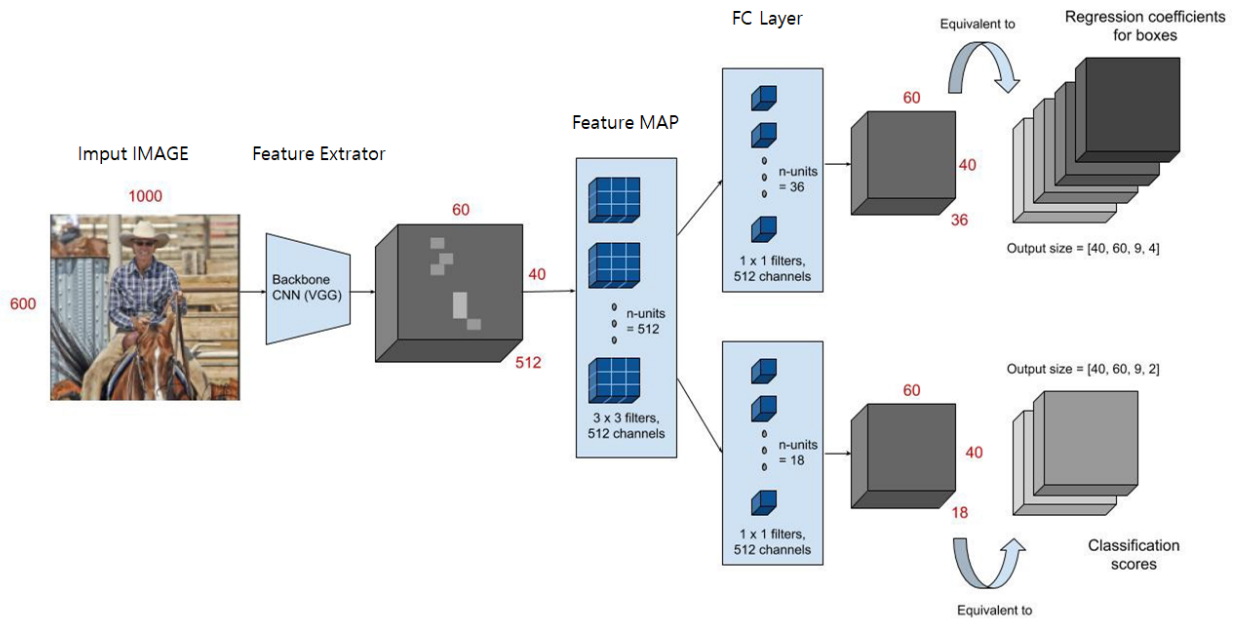 Imput IMAGE
1000
600
Feature Extrator
Backbone
CNN (VGG)
60
40
512
Feature MAP
n-units
= 512
3 x 3 filters,
512 channels
FC Layer
n-units
= 36
1 x 1 filters,
512 channels
60
40
36
Equivalent to
Regression coefficients
for boxes
Output size = [40, 60, 9, 4]
n-units
= 18
1 x 1 filters,
512 channels
60
40
18
Output size = [40, 60, 9, 2]
Classification
scores
Equivalent to